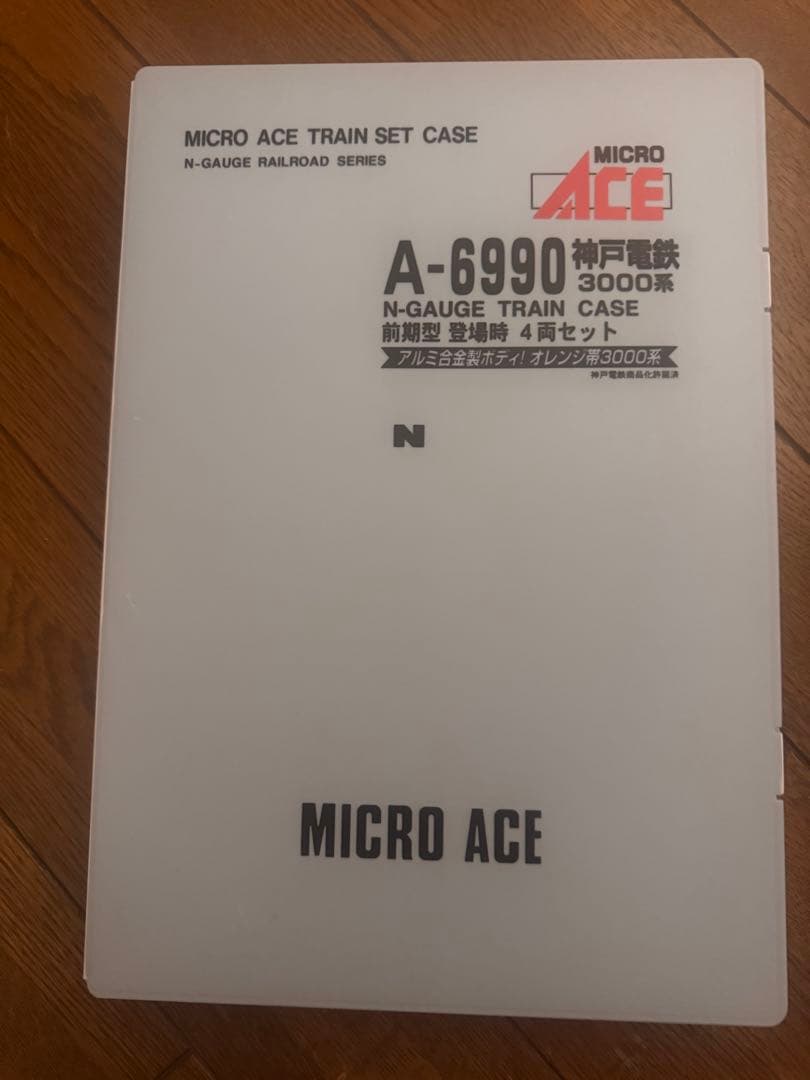 MICRO ACE TRAIN SET CASE
N-GAUGE RAILROAD SERIES
MICRO
ACE
A-6990 神戸電鉄
3000系
N-GAUGE TRAIN CASE
前期型 登場時 4両セット
アルミ合金製ボディ! オレンジ帯3000系
神戸電鉄商品化許諾済
N
MICRO ACE